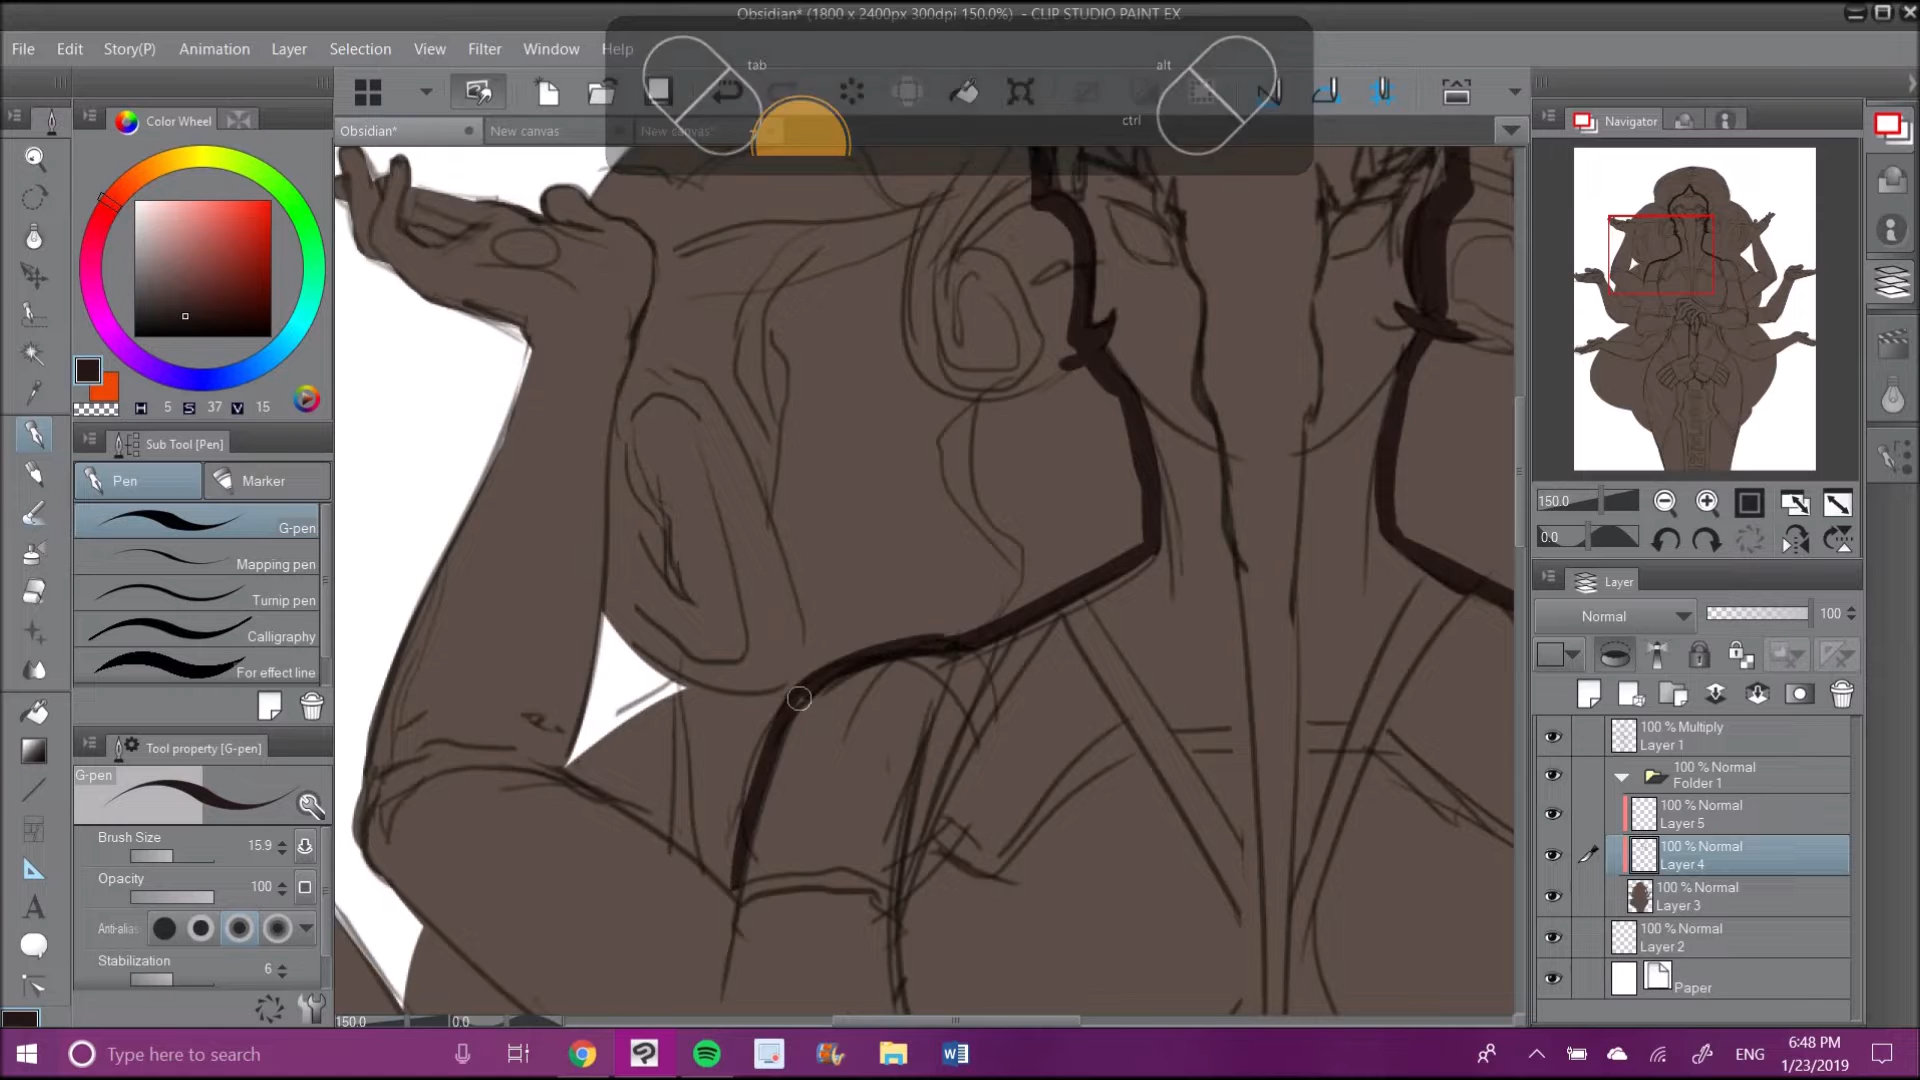 Obsidian* (1800 x 2400px 300dpi 150.0%) - CLIP STUDIO PAINT EX
File Edit Story(P) Animation Layer Selection View Filter Window Help
tab
alt
ctrl
Color Wheel
Obsidian* New canvas New canvas*
Navigator
H 5 S 37 V 15
Sub Tool [Pen]
Pen Marker
G-pen
Mapping pen
Turnip pen
Calligraphy
For effect line
Tool property [G-pen]
G-pen
Brush Size 15.9
Opacity 100
Anti-alias
Stabilization 6
150.0 0.0
150.0
0.0
Layer
Normal 100
100 % Multiply
Layer 1
100 % Normal
Folder 1
100 % Normal
Layer 5
100 % Normal
Layer 4
100 % Normal
Layer 3
100 % Normal
Layer 2
Paper
Type here to search
ENG
6:48 PM
1/23/2019